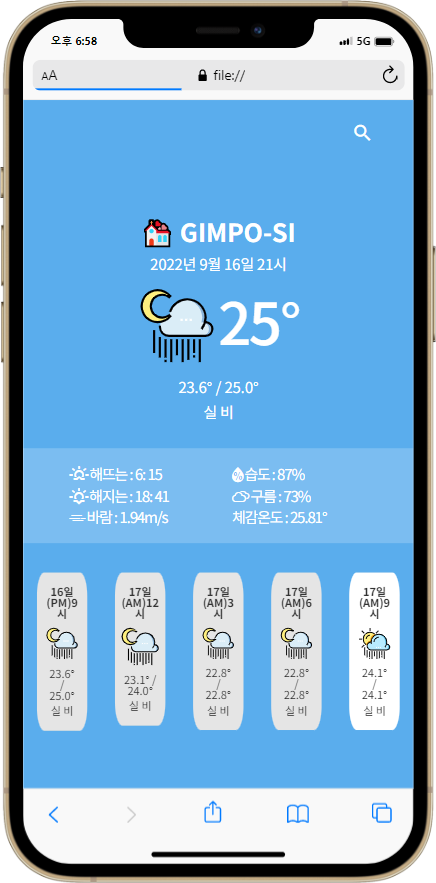 오후 6:58
5G
AA
file://
GIMPO-SI
2022년 9월 16일 21시
25°
23.6° / 25.0°
실 비
해뜨는 : 6: 15
습도 : 87%
해지는 : 18: 41
구름 : 73%
바람 : 1.94m/s
체감온도 : 25.81°
16일
(PM)9
시
23.6°
/
25.0°
실 비
17일
(AM)12
시
23.1° /
24.0°
실 비
17일
(AM)3
시
22.8°
/
22.8°
실 비
17일
(AM)6
시
22.8°
/
22.8°
실 비
17일
(AM)9
시
24.1°
/
24.1°
실 비